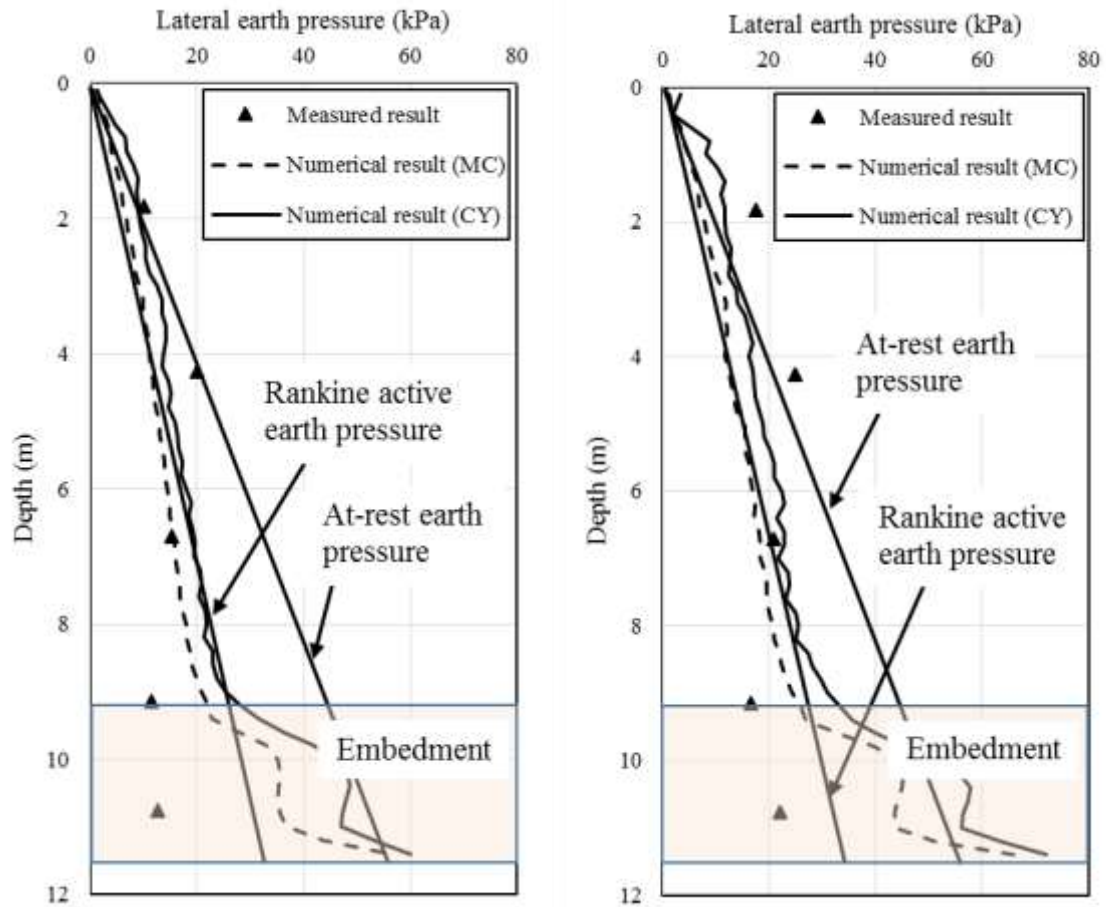 Lateral earth pressure (kPa)
0 20 40 60 80
0
2
4
6
8
10
12
Depth (m)
Measured result
Numerical result (MC)
Numerical result (CY)
Rankine active
earth pressure
At-rest earth
pressure
Embedment
Lateral earth pressure (kPa)
0 20 40 60 80
0
2
4
6
8
10
12
Depth (m)
Measured result
Numerical result (MC)
Numerical result (CY)
At-rest earth
pressure
Rankine active
earth pressure
Embedment